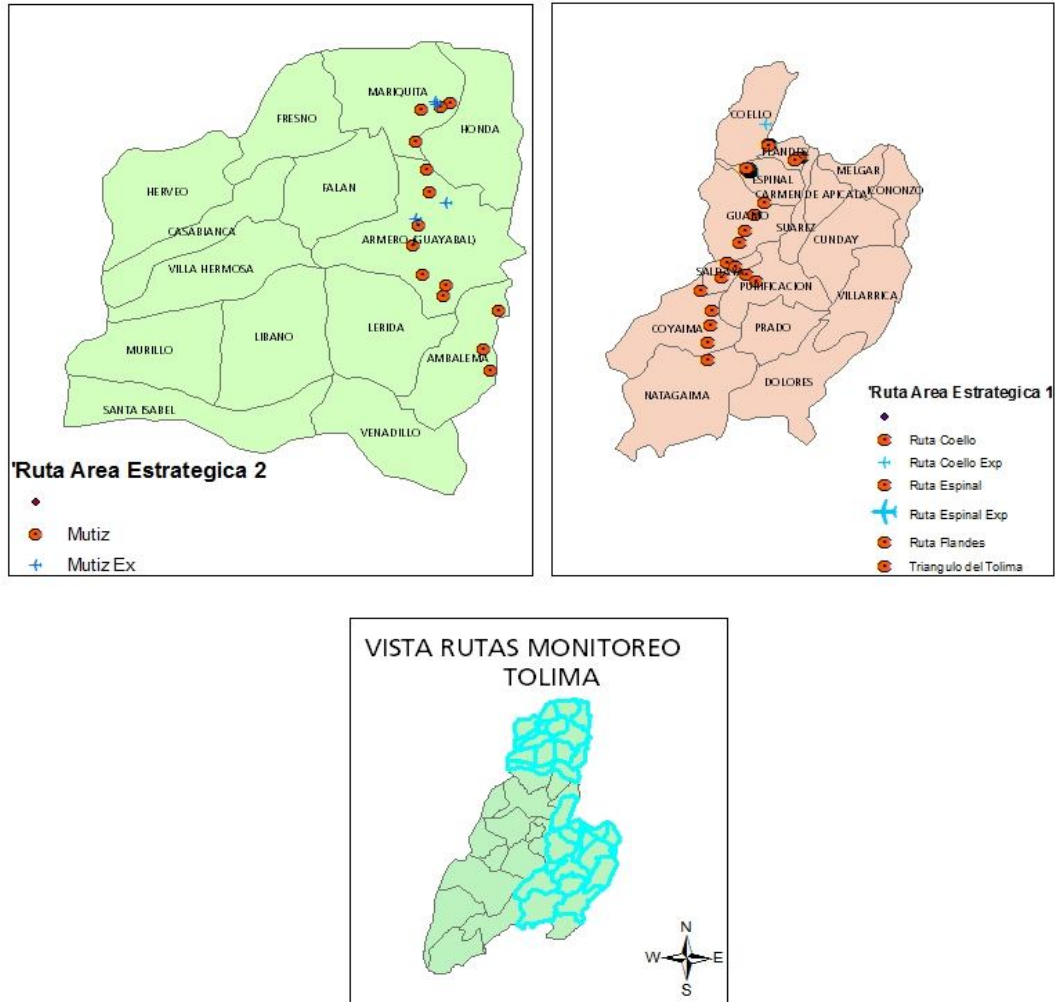 MARIQUITA
FRESNO
HONDA
HERVEO
FALAN
CASABIANCA
ARMERO (GUAYABAL)
VILLA HERMOSA
LERIDA
LIBANO
MURILLO
AMBALEMA
SANTA ISABEL
VENADILLO
'Ruta Area Estrategica 2
Mutiz
Mutiz Ex
COELLO
FLANDES
MELGAR
ESPINAL
ICONONZO
CARMEN DE APICADA
GUAMO
SUAREZ
CUNDAY
SALDAÑA
PURIFICACION
VILLARRICA
COYAIMA
PRADO
DOLORES
NATAGAIMA
'Ruta Area Estrategica 1
Ruta Coello
Ruta Coello Exp
Ruta Espinal
Ruta Espinal Exp
Ruta Flandes
Triangulo del Tolima
VISTA RUTAS MONITOREO
TOLIMA
N
W E
S